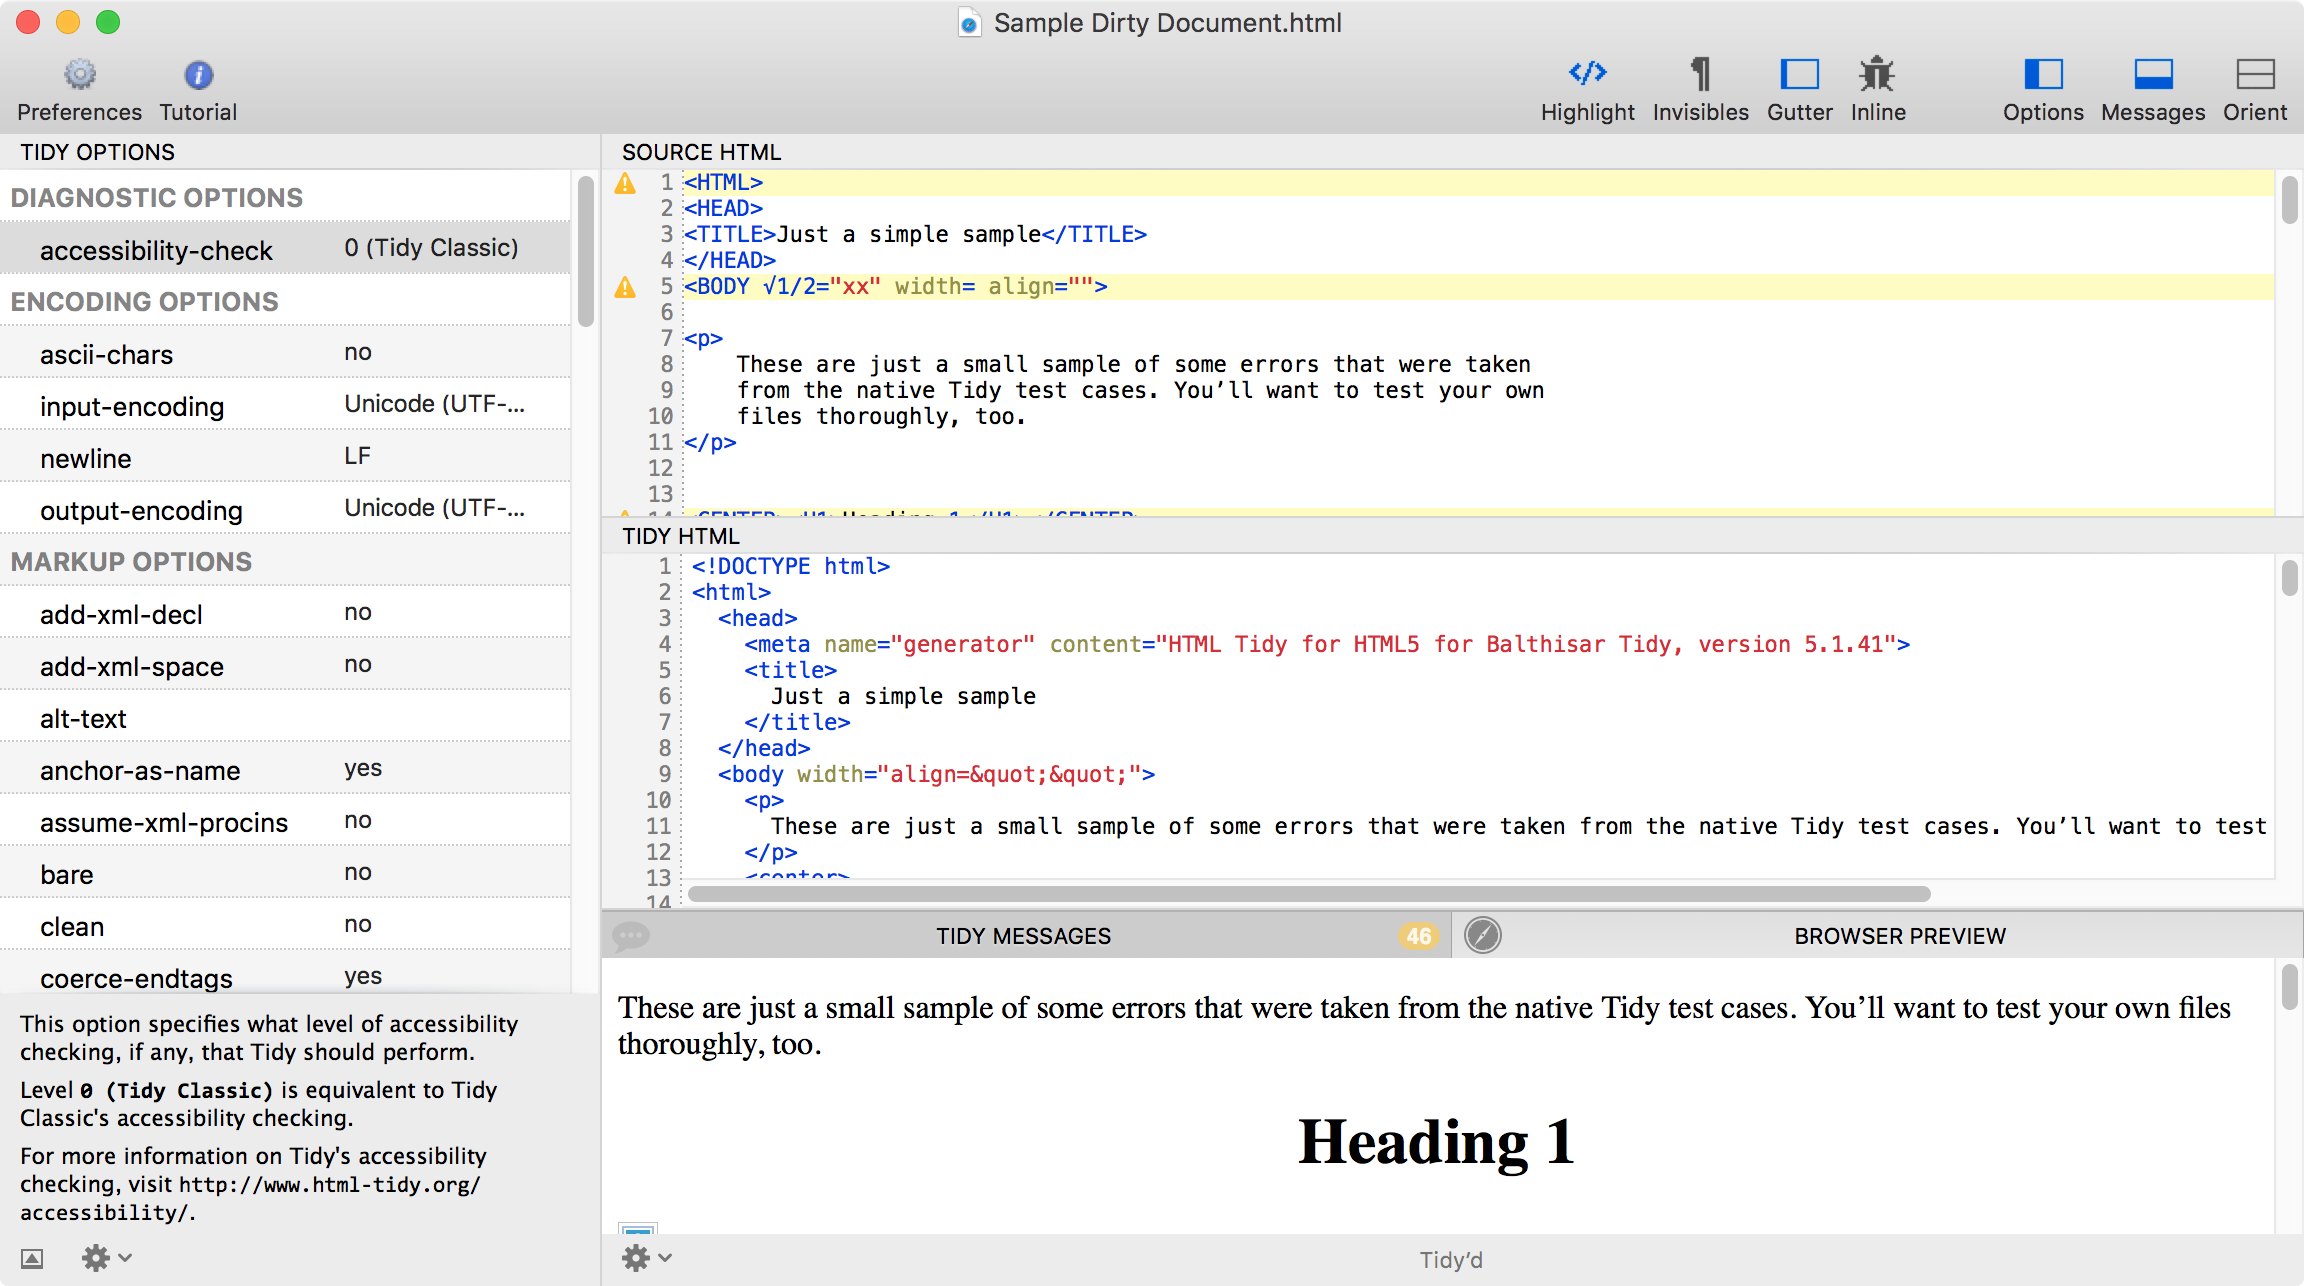 Sample Dirty Document.html
Preferences Tutorial
Highlight Invisibles Gutter Inline Options Messages Orient
TIDY OPTIONS
DIAGNOSTIC OPTIONS
accessibility-check 0 (Tidy Classic)
ENCODING OPTIONS
ascii-chars no
input-encoding Unicode (UTF-...
newline LF
output-encoding Unicode (UTF-...
MARKUP OPTIONS
add-xml-decl no
add-xml-space no
alt-text
anchor-as-name yes
assume-xml-procins no
bare no
clean no
coerce-endtags yes
This option specifies what level of accessibility
checking, if any, that Tidy should perform.
Level 0 (Tidy Classic) is equivalent to Tidy
Classic's accessibility checking.
For more information on Tidy's accessibility
checking, visit http://www.html-tidy.org/
accessibility/.
SOURCE HTML
1 <HTML>
2 <HEAD>
3 <TITLE>Just a simple sample</TITLE>
4 </HEAD>
5 <BODY √1/2="xx" width= align="">
6
7 <p>
8 These are just a small sample of some errors that were taken
9 from the native Tidy test cases. You’ll want to test your own
10 files thoroughly, too.
11 </p>
12
13
14 <CENTER><H1>Heading 1</H1></CENTER>
TIDY HTML
1 <!DOCTYPE html>
2 <html>
3 <head>
4 <meta name="generator" content="HTML Tidy for HTML5 for Balthisar Tidy, version 5.1.41">
5 <title>
6 Just a simple sample
7 </title>
8 </head>
9 <body width="align=&quot;&quot;">
10 <p>
11 These are just a small sample of some errors that were taken from the native Tidy test cases. You’ll want to test
12 </p>
13 <center>
14
TIDY MESSAGES 46
BROWSER PREVIEW
These are just a small sample of some errors that were taken from the native Tidy test cases. You’ll want to test your own files
thoroughly, too.
Heading 1
Tidy’d